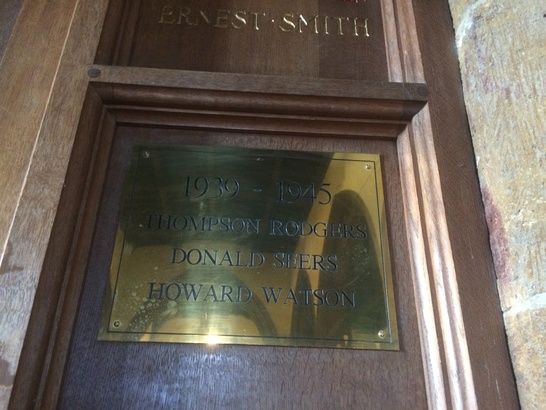 ERNEST · SMITH
1939 - 1945
THOMPSON RODGERS
DONALD SEERS
HOWARD WATSON